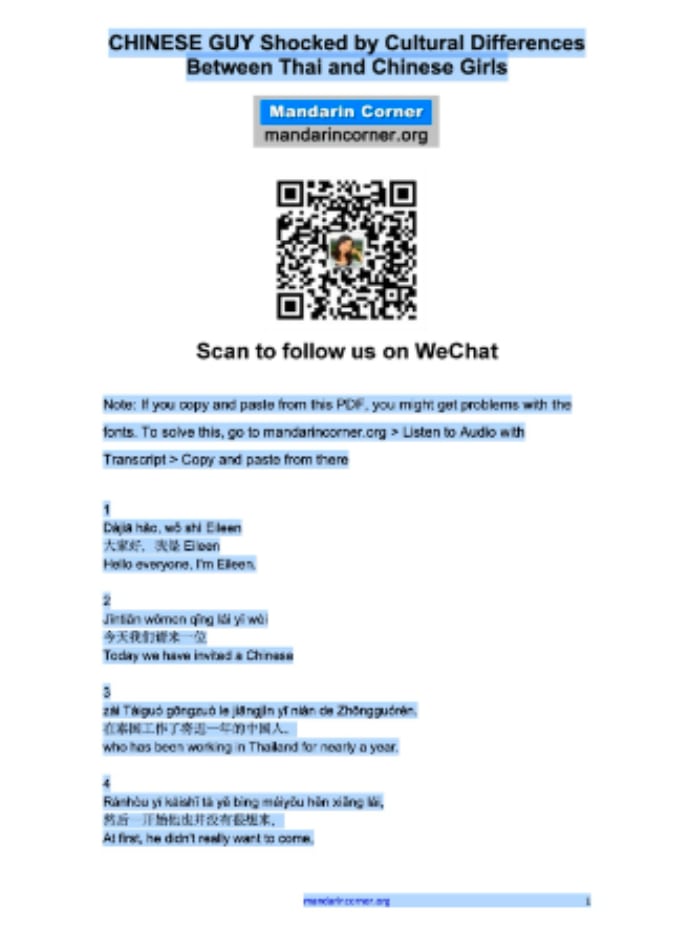 CHINESE GUY Shocked by Cultural Differences
Between Thai and Chinese Girls
Mandarin Corner
mandarincorner.org
Scan to follow us on WeChat
Note: If you copy and paste from this PDF, you might get problems with the
fonts. To solve this, go to mandarincorner.org > Listen to Audio with
Transcript > Copy and paste from there
1
Dàjiā hǎo, wǒ shì Eileen
大家好，我是 Eileen
Hello everyone, I'm Eileen.
2
Jīntiān wǒmen qǐng lái yī wèi
今天我们请来一位
Today we have invited a Chinese
3
zài Tàiguó gōngzuò le jiāngjìn yī nián de Zhōngguórén.
在泰国工作了将近一年的中国人。
who has been working in Thailand for nearly a year.
4
Ránhòu yī kāishǐ tā yě bìng méiyǒu hěn xiǎng lái,
然后一开始他也并没有很想来，
At first, he didn't really want to come,
mandarincorner.org 1